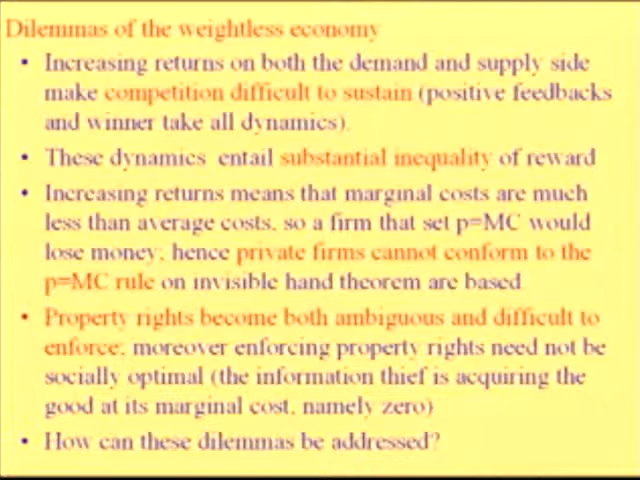 Dilemmas of the weightless economy
• Increasing returns on both the demand and supply side
make competition difficult to sustain (positive feedbacks
and winner take all dynamics).
• These dynamics entail substantial inequality of reward
• Increasing returns means that marginal costs are much
less than average costs, so a firm that set p=MC would
lose money; hence private firms cannot conform to the
p=MC rule on invisible hand theorem are based.
• Property rights become both ambiguous and difficult to
enforce; moreover enforcing property rights need not be
socially optimal (the information thief is acquiring the
good at its marginal cost, namely zero)
• How can these dilemmas be addressed?